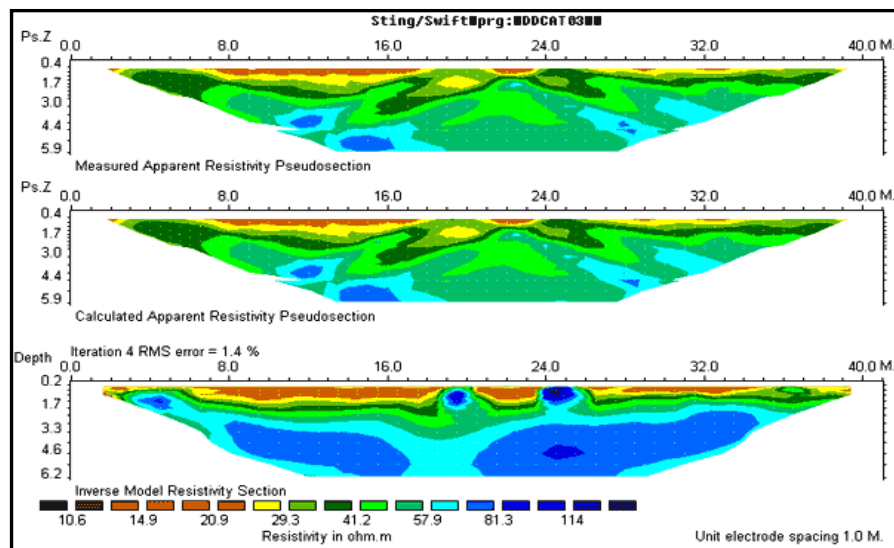 Sting/Swift■prg:■DDCAT03■■
Ps.Z 0.0 8.0 16.0 24.0 32.0 40.0 M.
0.4
1.7
3.0
4.4
5.9
Measured Apparent Resistivity Pseudosection
Ps.Z 0.0 8.0 16.0 24.0 32.0 40.0 M.
0.4
1.7
3.0
4.4
5.9
Calculated Apparent Resistivity Pseudosection
Depth Iteration 4 RMS error = 1.4 %
0.0 8.0 16.0 24.0 32.0 40.0 M.
0.2
1.7
3.3
4.6
6.2
Inverse Model Resistivity Section
10.6 14.9 20.9 29.3 41.2 57.9 81.3 114
Resistivity in ohm.m Unit electrode spacing 1.0 M.